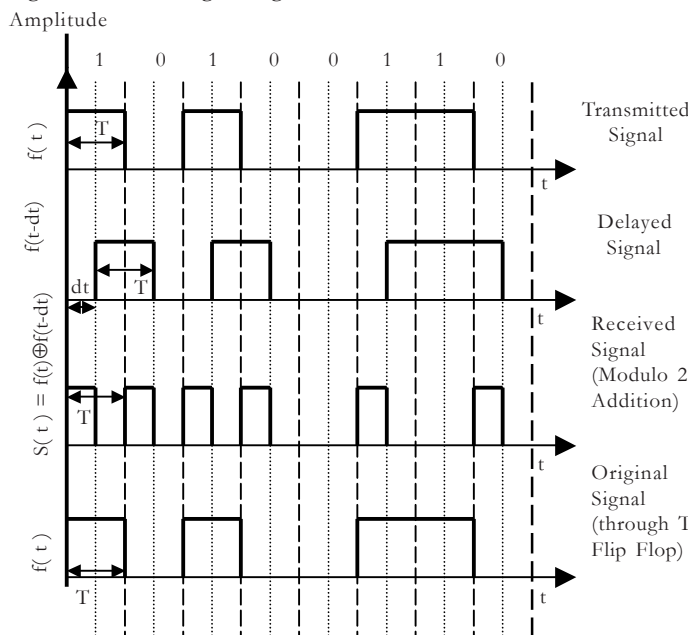 Amplitude
1 0 1 0 0 1 1 0
T
f( t )
t
Transmitted
Signal
f(t-dt)
dt
T
t
Delayed
Signal
S( t ) = f(t)⊕f(t-dt)
T
t
Received
Signal
(Modulo 2
Addition)
f( t )
T
t
Original
Signal
(through T
Flip Flop)